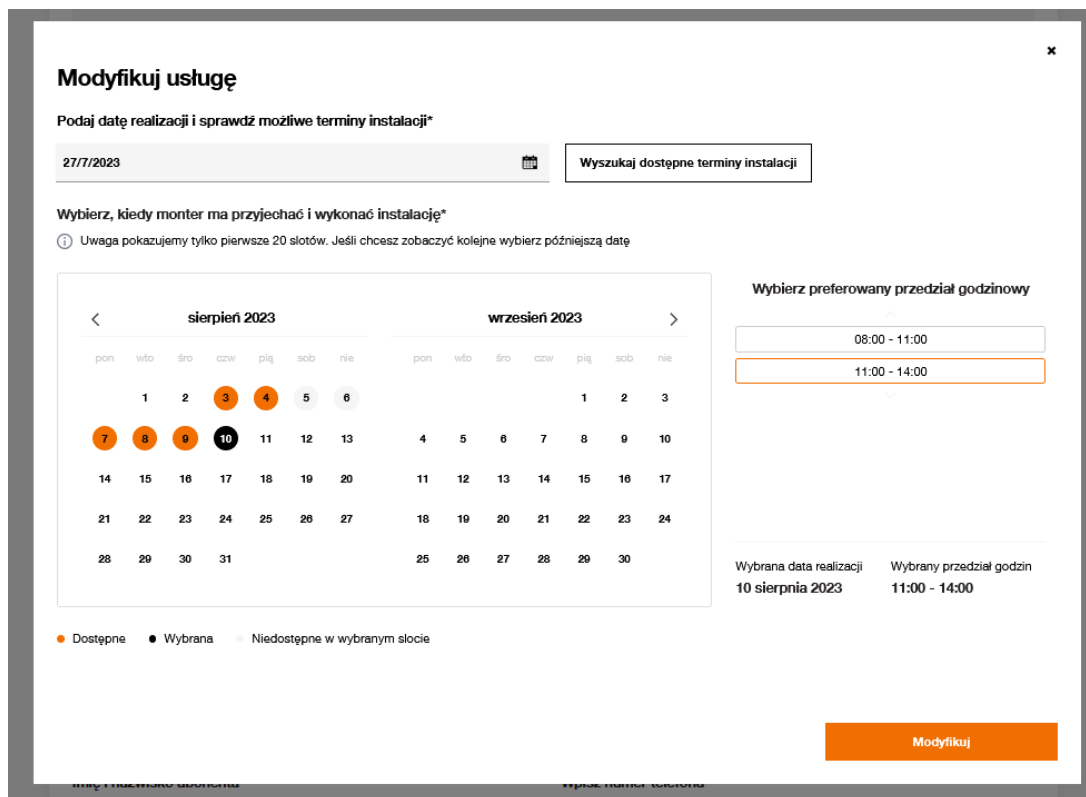 Modyfikuj usługę
Podaj datę realizacji i sprawdź możliwe terminy instalacji*
27/7/2023
Wyszukaj dostępne terminy instalacji
Wybierz, kiedy monter ma przyjechać i wykonać instalację*
Uwaga pokazujemy tylko pierwsze 20 slotów. Jeśli chcesz zobaczyć kolejne wybierz późniejszą datę
sierpień 2023
pon wto śro czw pią sob nie
1 2 3 4 5 6
7 8 9 10 11 12 13
14 15 16 17 18 19 20
21 22 23 24 25 26 27
28 29 30 31
wrzesień 2023
pon wto śro czw pią sob nie
1 2 3
4 5 6 7 8 9 10
11 12 13 14 15 16 17
18 19 20 21 22 23 24
25 26 27 28 29 30
Wybierz preferowany przedział godzinowy
08:00 - 11:00
11:00 - 14:00
Wybrana data realizacji
10 sierpnia 2023
Wybrany przedział godzin
11:00 - 14:00
Dostępne
Wybrana
Niedostępne w wybranym slocie
Modyfikuj
Imię i nazwisko abonenta
Wpisz numer telefonu